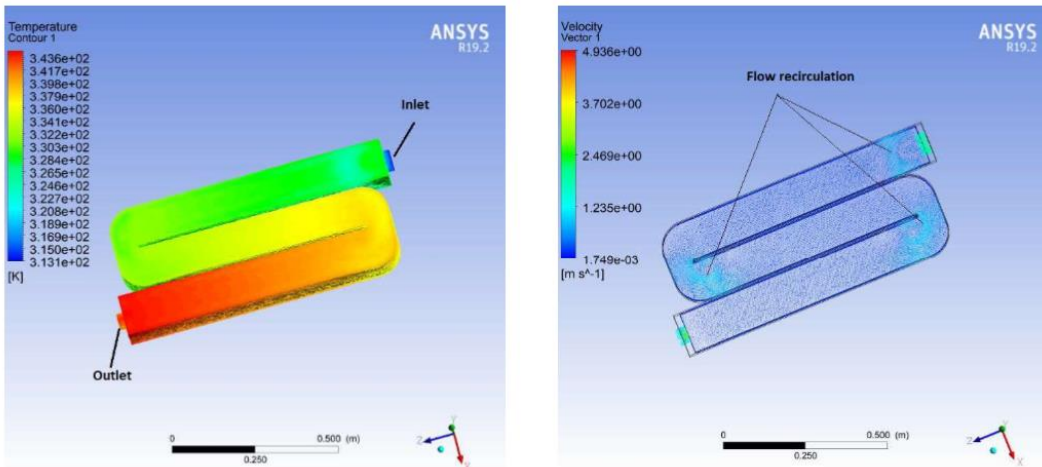 Temperature
Contour 1
3.436e+02
3.417e+02
3.398e+02
3.379e+02
3.360e+02
3.341e+02
3.322e+02
3.303e+02
3.284e+02
3.265e+02
3.246e+02
3.227e+02
3.208e+02
3.189e+02
3.169e+02
3.150e+02
3.131e+02
[K]
ANSYS
R19.2
Inlet
Outlet
0 0.500 (m)
0.250
Y
Z
X
Velocity
Vector 1
4.936e+00
3.702e+00
2.469e+00
1.235e+00
1.749e-03
[m s^-1]
ANSYS
R19.2
Flow recirculation
0 0.500 (m)
0.250
Y
Z
X